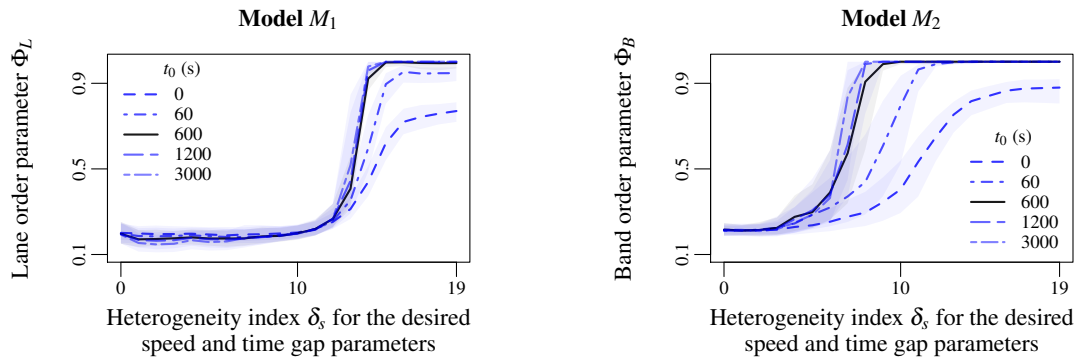 Model M₁
Lane order parameter Φ_L
0.9
0.5
0.1
t₀ (s)
0
60
600
1200
3000
0
10
19
Heterogeneity index δₛ for the desired
speed and time gap parameters
Model M₂
Band order parameter Φ_B
0.9
0.5
0.1
t₀ (s)
0
60
600
1200
3000
0
10
19
Heterogeneity index δₛ for the desired
speed and time gap parameters